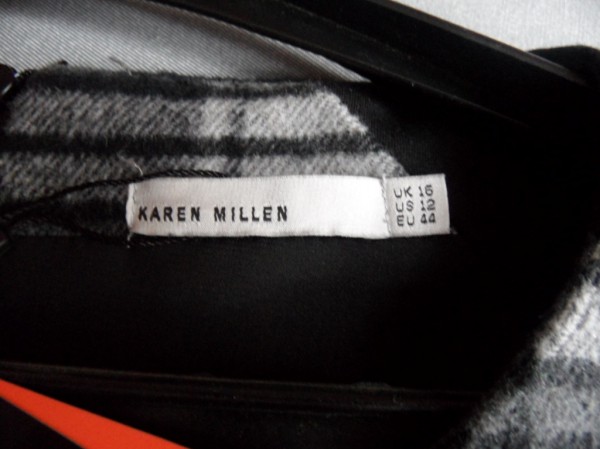 KAREN MILLEN
UK 16
US 12
EU 44